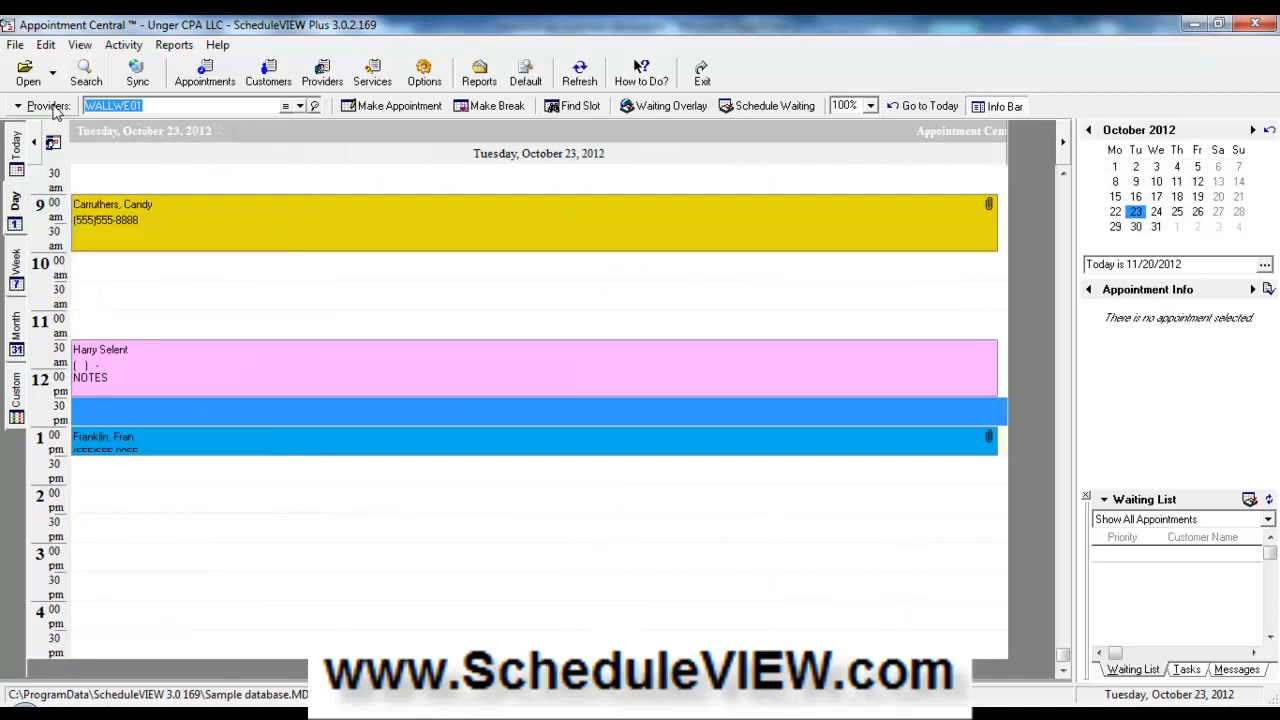 Appointment Central ™ - Unger CPA LLC - ScheduleVIEW Plus 3.0.2.169
File Edit View Activity Reports Help
Open Search Sync Appointments Customers Providers Services Options Reports Default Refresh How to Do? Exit
Providers: WALLWE01 Make Appointment Make Break Find Slot Waiting Overlay Schedule Waiting 100% Go to Today Info Bar
Today
Day
1
Week
7
Month
31
Custom
Tuesday, October 23, 2012 Appointment Cen
Tuesday, October 23, 2012
30 am
9 00 am
30 am
10 00 am
30 am
11 00 am
30 am
12 00 pm
30 pm
1 00 pm
30 pm
2 00 pm
30 pm
3 00 pm
30 pm
4 00 pm
30 pm
Carruthers, Candy
(555)555-8888
Harry Selent
( ) -
NOTES
Franklin, Fran
October 2012
Mo Tu We Th Fr Sa Su
1 2 3 4 5 6 7
8 9 10 11 12 13 14
15 16 17 18 19 20 21
22 23 24 25 26 27 28
29 30 31 1 2 3 4
Today is 11/20/2012 ...
Appointment Info
There is no appointment selected.
Waiting List
Show All Appointments
Priority Customer Name
Waiting List Tasks Messages
www.ScheduleVIEW.com
C:\ProgramData\ScheduleVIEW 3.0 169\Sample database.MD
Tuesday, October 23, 2012